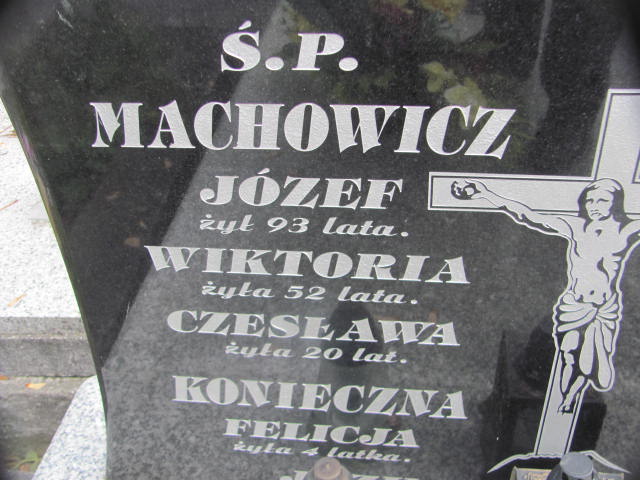 Ś.P.
MACHOWICZ
JÓZEF
żył 93 lata.
WIKTORIA
żyła 52 lata.
CZESŁAWA
żyła 20 lat.
KONIECZNA
FELICJA
żyła 4 latka.